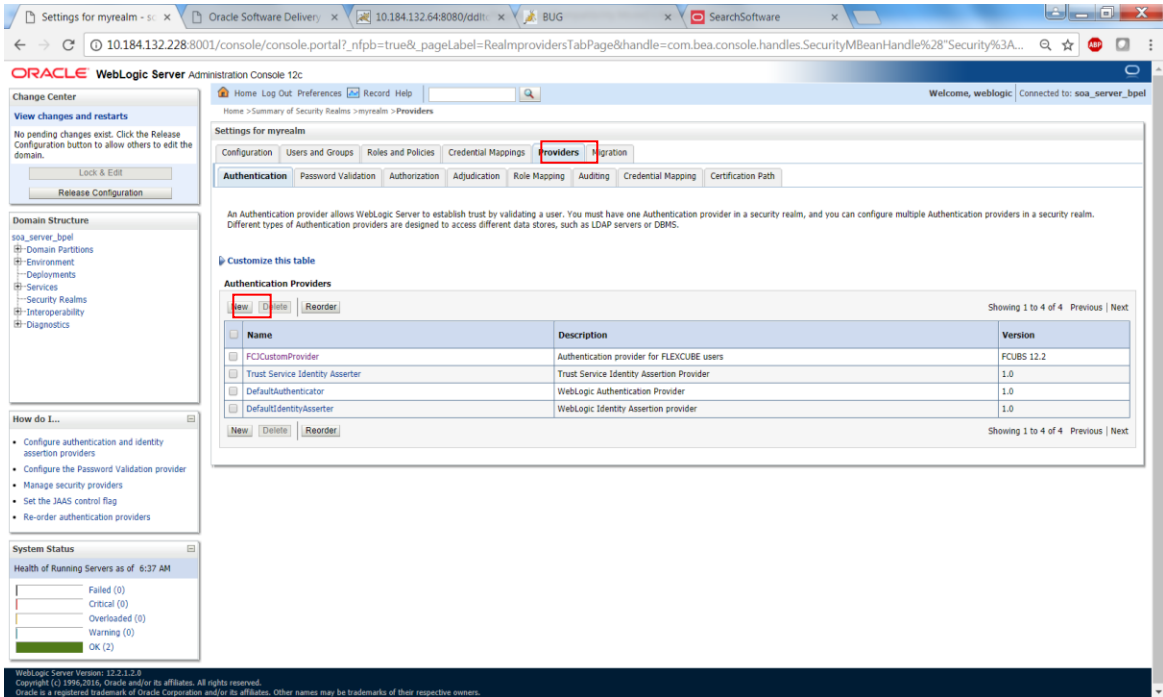 Settings for myrealm - so
Oracle Software Delivery
10.184.132.64:8080/ddlto
BUG
SearchSoftware
10.184.132.228:8001/console/console.portal?_nfpb=true&_pageLabel=RealmprovidersTabPage&handle=com.bea.console.handles.SecurityMBeanHandle%28"Security%3A...
ABP
ORACLE WebLogic Server Administration Console 12c
Change Center
View changes and restarts
No pending changes exist. Click the Release
Configuration button to allow others to edit the
domain.
Lock & Edit
Release Configuration
Domain Structure
soa_server_bpel
Domain Partitions
Environment
Deployments
Services
Security Realms
Interoperability
Diagnostics
How do I...
Configure authentication and identity
assertion providers
Configure the Password Validation provider
Manage security providers
Set the JAAS control flag
Re-order authentication providers
System Status
Health of Running Servers as of 6:37 AM
Failed (0)
Critical (0)
Overloaded (0)
Warning (0)
OK (2)
Home Log Out Preferences Record Help
Welcome, weblogic Connected to: soa_server_bpel
Home >Summary of Security Realms >myrealm >Providers
Settings for myrealm
Configuration Users and Groups Roles and Policies Credential Mappings Providers Migration
Authentication Password Validation Authorization Adjudication Role Mapping Auditing Credential Mapping Certification Path
An Authentication provider allows WebLogic Server to establish trust by validating a user. You must have one Authentication provider in a security realm, and you can configure multiple Authentication providers in a security realm.
Different types of Authentication providers are designed to access different data stores, such as LDAP servers or DBMS.
Customize this table
Authentication Providers
New Delete Reorder Showing 1 to 4 of 4 Previous | Next
Name Description Version
FCJCustomProvider Authentication provider for FLEXCUBE users FCUBS 12.2
Trust Service Identity Asserter Trust Service Identity Assertion Provider 1.0
DefaultAuthenticator WebLogic Authentication Provider 1.0
DefaultIdentityAsserter WebLogic Identity Assertion provider 1.0
New Delete Reorder Showing 1 to 4 of 4 Previous | Next
WebLogic Server Version: 12.2.1.2.0
Copyright (c) 1996,2016, Oracle and/or its affiliates. All rights reserved.
Oracle is a registered trademark of Oracle Corporation and/or its affiliates. Other names may be trademarks of their respective owners.